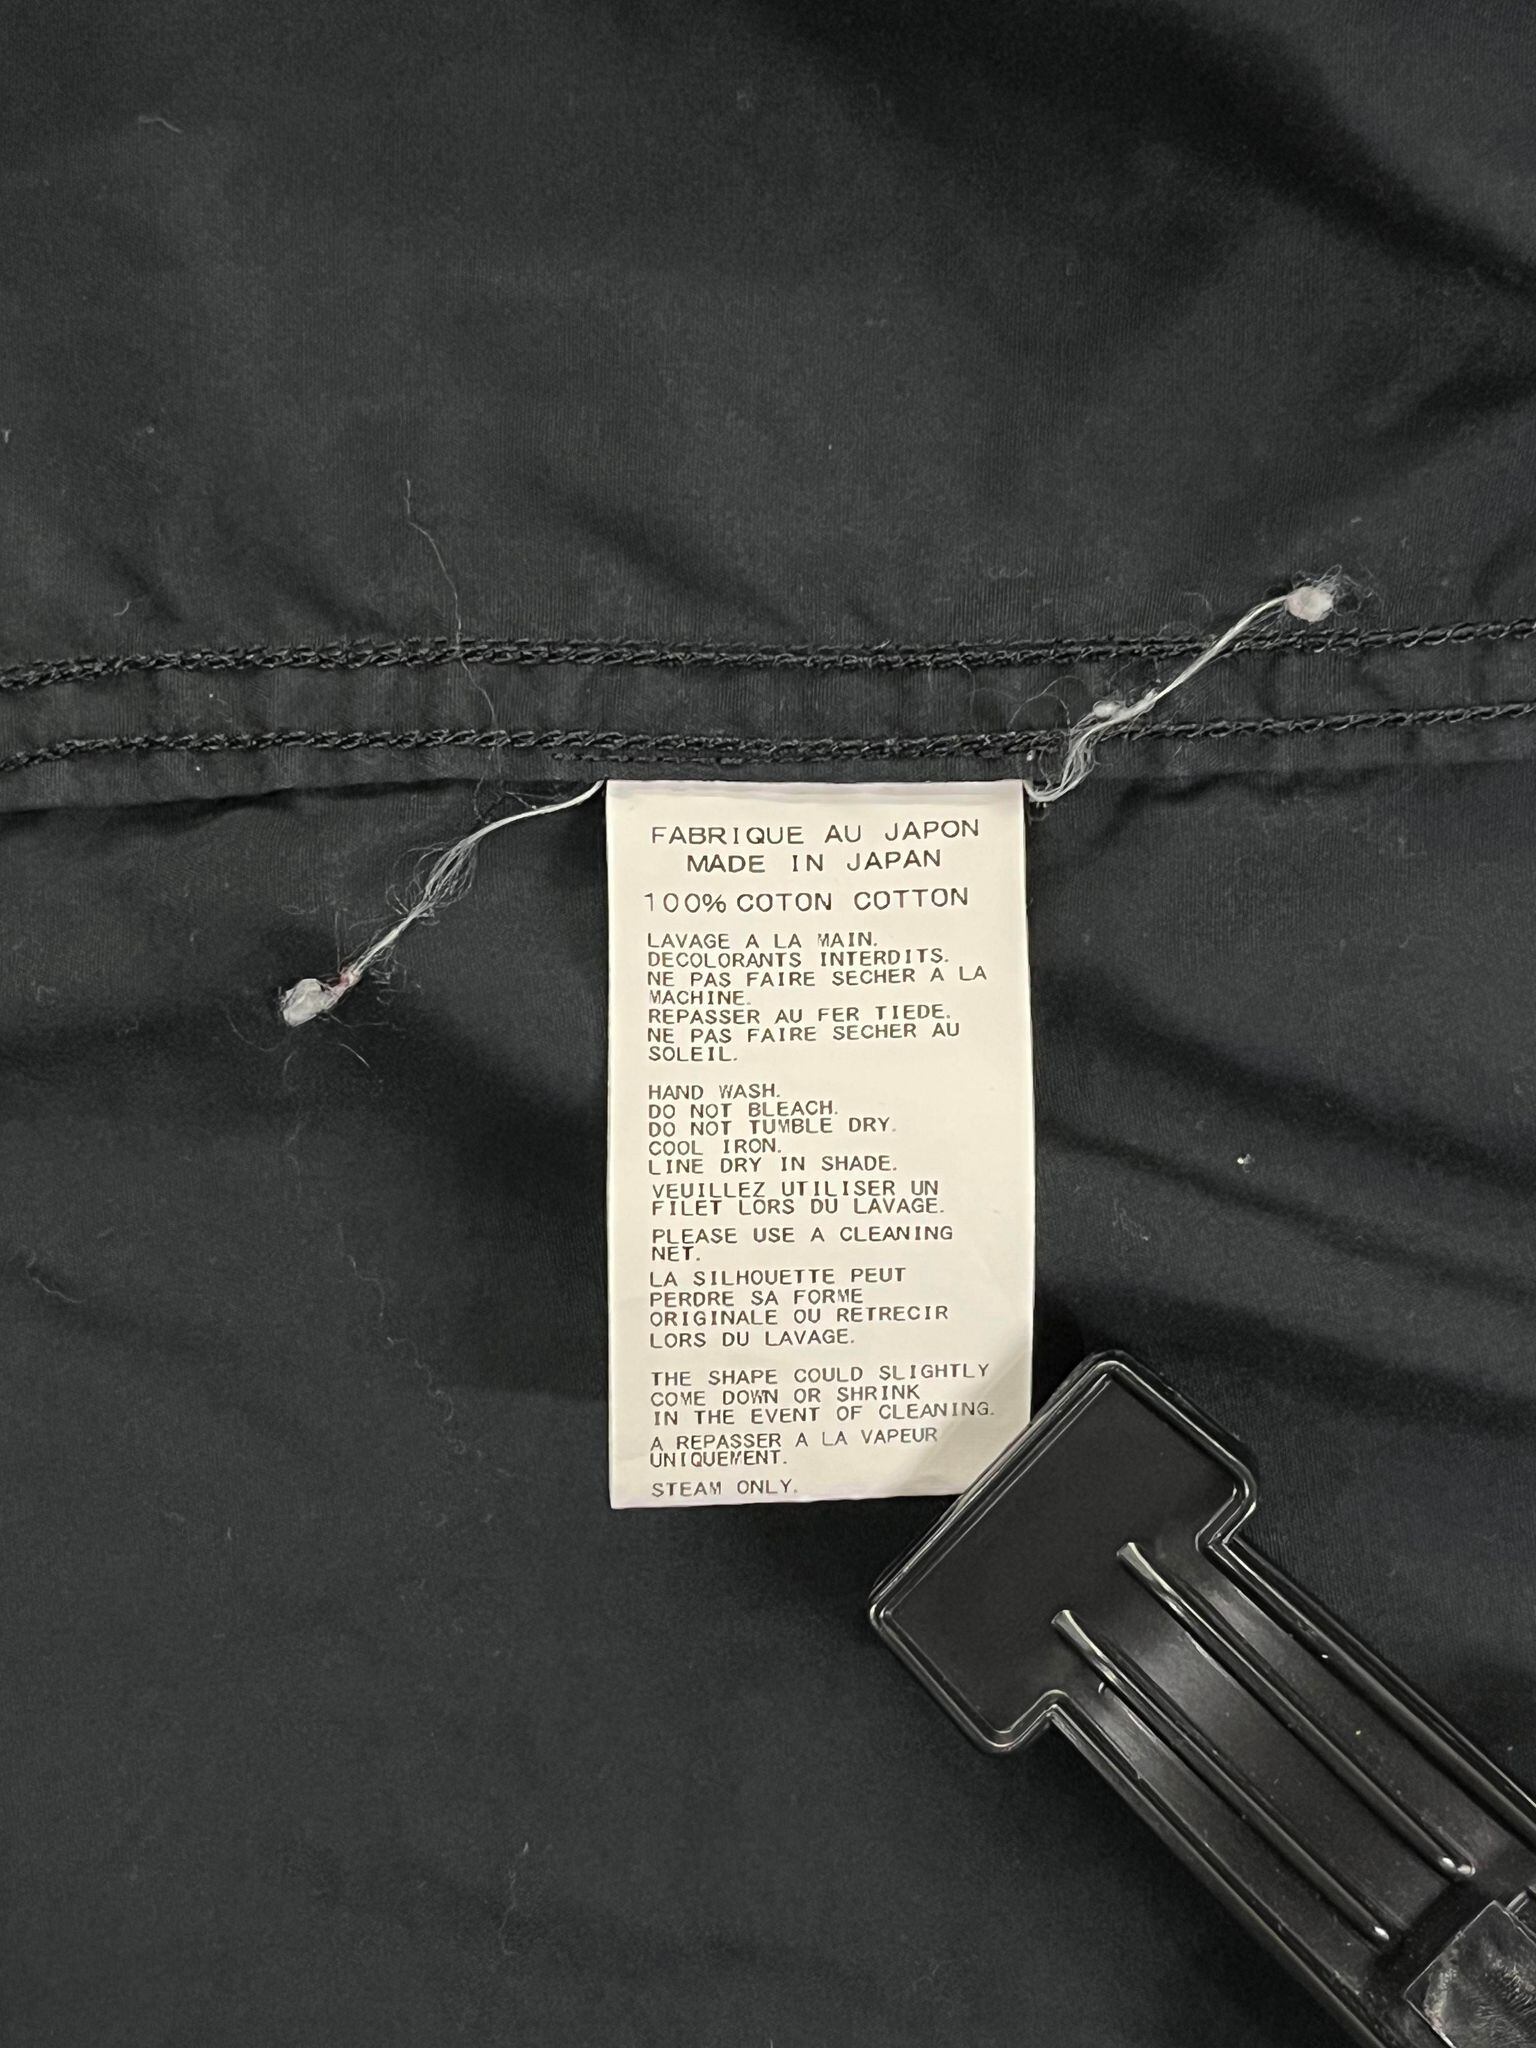 FABRIQUE AU JAPON
MADE IN JAPAN
100% COTON COTTON
LAVAGE A LA MAIN.
DECOLORANTS INTERDITS.
NE PAS FAIRE SECHER A LA
MACHINE.
REPASSER AU FER TIEDE.
NE PAS FAIRE SECHER AU
SOLEIL.
HAND WASH.
DO NOT BLEACH.
DO NOT TUMBLE DRY.
COOL IRON.
LINE DRY IN SHADE.
VEUILLEZ UTILISER UN
FILET LORS DU LAVAGE.
PLEASE USE A CLEANING
NET.
LA SILHOUETTE PEUT
PERDRE SA FORME
ORIGINALE OU RETRECIR
LORS DU LAVAGE.
THE SHAPE COULD SLIGHTLY
COME DOWN OR SHRINK
IN THE EVENT OF CLEANING.
A REPASSER A LA VAPEUR
UNIQUEMENT.
STEAM ONLY.